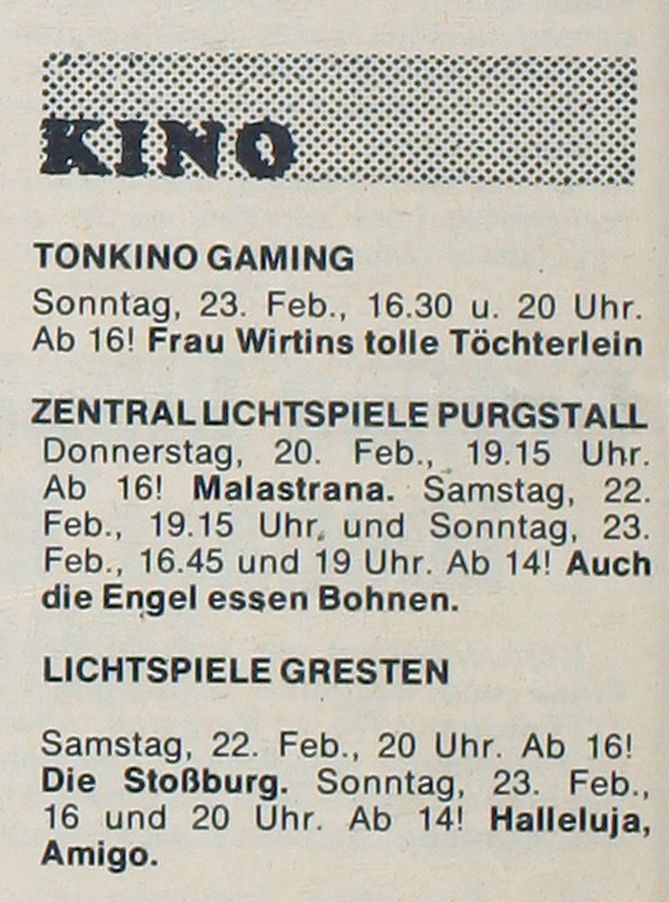 KINO
TONKINO GAMING
Sonntag, 23. Feb., 16.30 u. 20 Uhr.
Ab 16! Frau Wirtins tolle Töchterlein
ZENTRALLICHTSPIELE PURGSTALL
Donnerstag, 20. Feb., 19.15 Uhr.
Ab 16! Malastrana. Samstag, 22.
Feb., 19.15 Uhr, und Sonntag, 23.
Feb., 16.45 und 19 Uhr. Ab 14! Auch
die Engel essen Bohnen.
LICHTSPIELE GRESTEN
Samstag, 22. Feb., 20 Uhr. Ab 16!
Die Stoßburg. Sonntag, 23. Feb.,
16 und 20 Uhr. Ab 14! Halleluja,
Amigo.